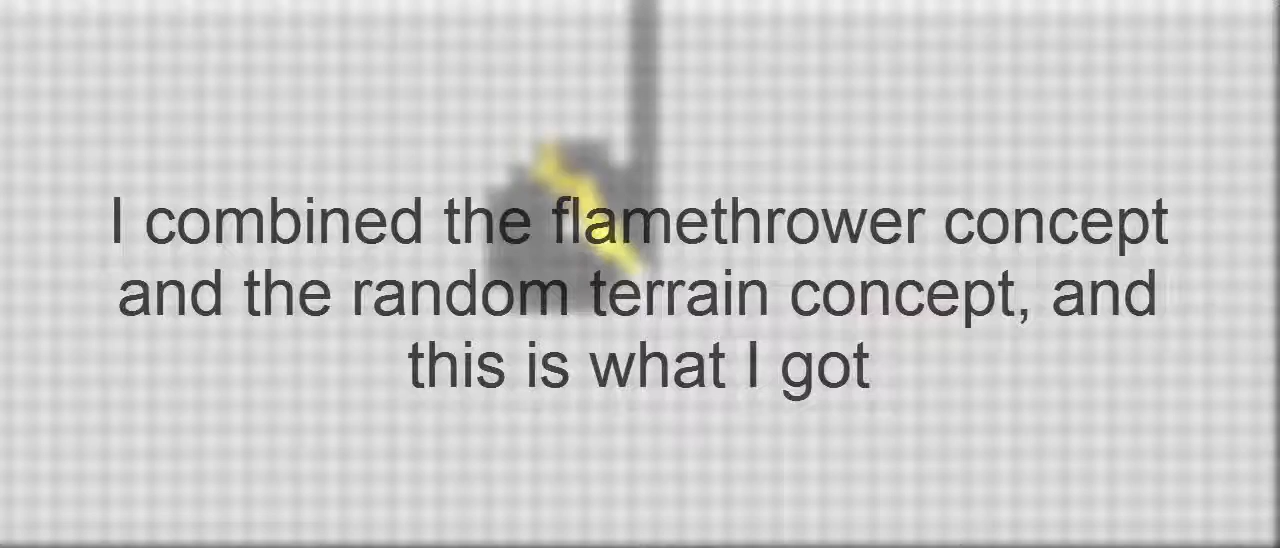 I combined the flamethrower concept
and the random terrain concept, and
this is what I got